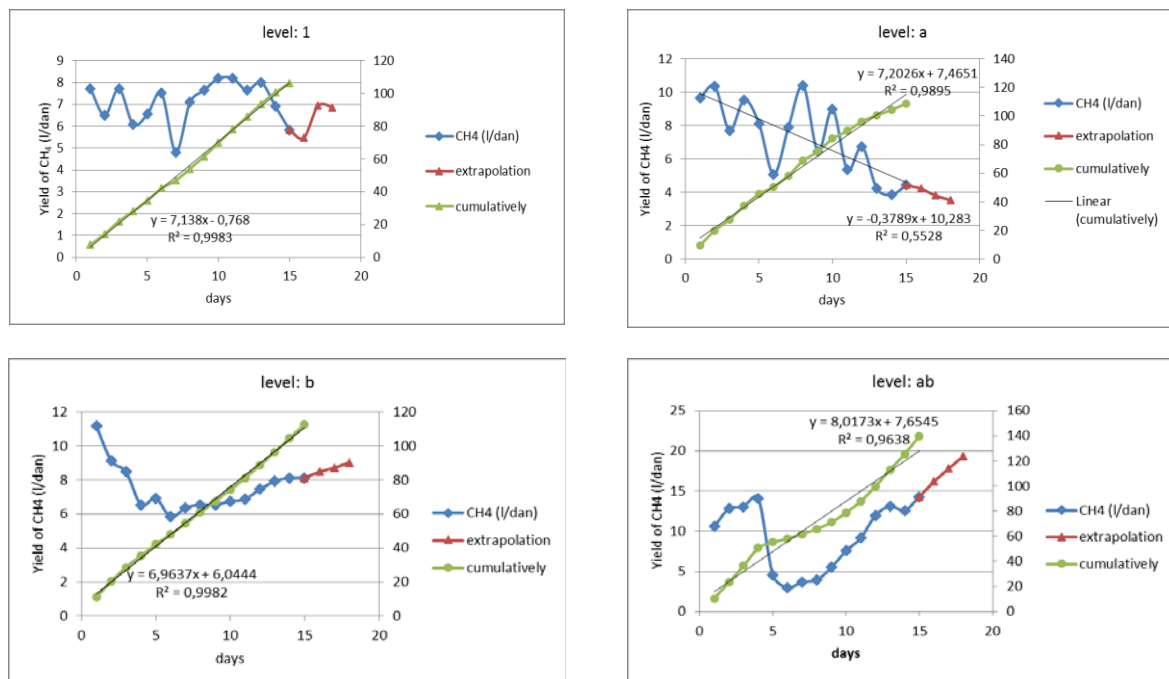 level: 1
Yield of CH4 (l/dan)
9
8
7
6
5
4
3
2
1
0
120
100
80
60
40
20
0
y = 7,138x - 0,768
R² = 0,9983
0 5 10 15 20
days
CH4 (l/dan)
extrapolation
cumulatively
level: a
Yield of CH4 (l/dan)
12
10
8
6
4
2
0
140
120
100
80
60
40
20
0
y = 7,2026x + 7,4651
R² = 0,9895
y = -0,3789x + 10,283
R² = 0,5528
0 5 10 15 20
days
CH4 (l/dan)
extrapolation
cumulatively
Linear
(cumulatively)
level: b
Yield of CH4 (l/dan)
12
10
8
6
4
2
0
120
100
80
60
40
20
0
y = 6,9637x + 6,0444
R² = 0,9982
0 5 10 15 20
days
CH4 (l/dan)
extrapolation
cumulatively
level: ab
Yield of CH4 (l/dan)
25
20
15
10
5
0
160
140
120
100
80
60
40
20
0
y = 8,0173x + 7,6545
R² = 0,9638
0 5 10 15 20
days
CH4 (l/dan)
extrapolation
cumulatively